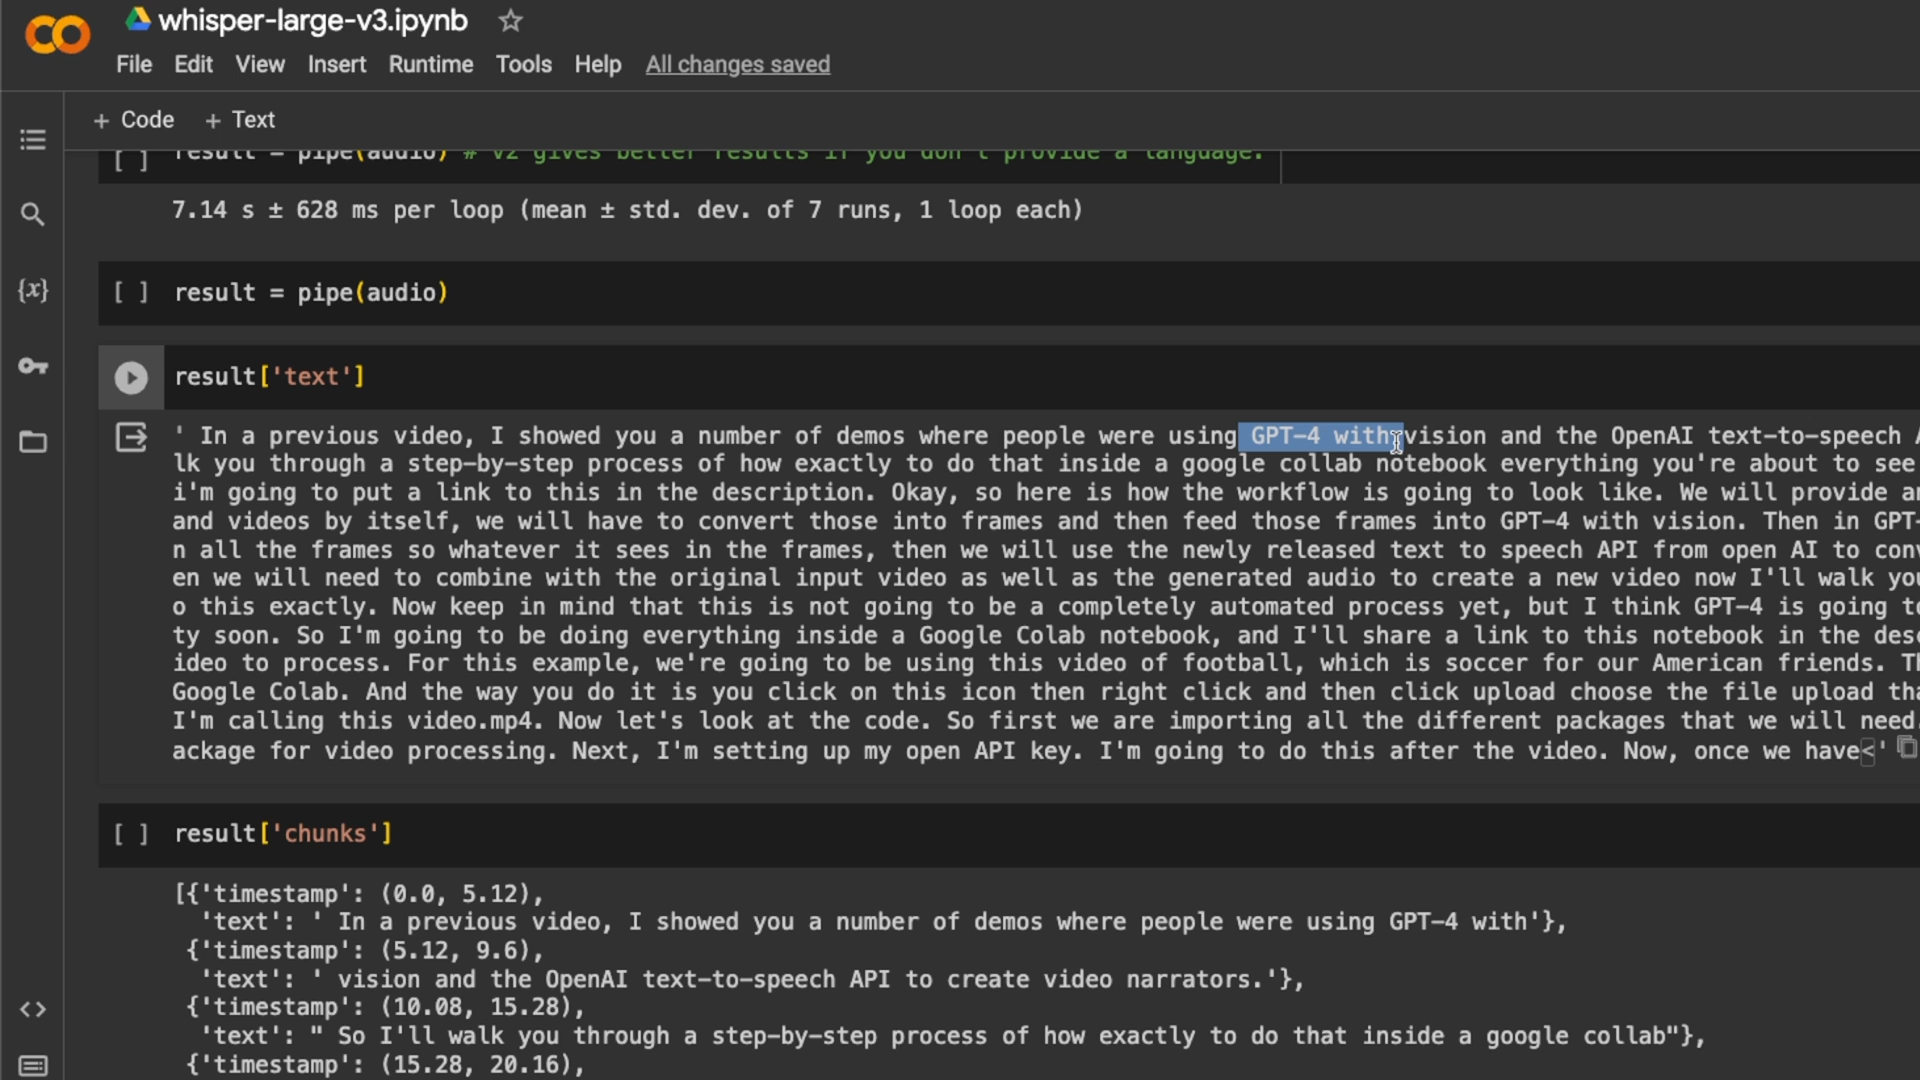 whisper-large-v3.ipynb
File Edit View Insert Runtime Tools Help All changes saved
+ Code + Text
[ ] result = pipe(audio) # v2 gives better results if you don't provide a language.
7.14 s ± 628 ms per loop (mean ± std. dev. of 7 runs, 1 loop each)
{x}
[ ] result = pipe(audio)
result['text']
' In a previous video, I showed you a number of demos where people were using GPT-4 with vision and the OpenAI text-to-speech
lk you through a step-by-step process of how exactly to do that inside a google collab notebook everything you're about to see
i'm going to put a link to this in the description. Okay, so here is how the workflow is going to look like. We will provide
and videos by itself, we will have to convert those into frames and then feed those frames into GPT-4 with vision. Then in GPT-
n all the frames so whatever it sees in the frames, then we will use the newly released text to speech API from open AI to
en we will need to combine with the original input video as well as the generated audio to create a new video now I'll walk
o this exactly. Now keep in mind that this is not going to be a completely automated process yet, but I think GPT-4 is going
ty soon. So I'm going to be doing everything inside a Google Colab notebook, and I'll share a link to this notebook in the
ideo to process. For this example, we're going to be using this video of football, which is soccer for our American friends.
Google Colab. And the way you do it is you click on this icon then right click and then click upload choose the file upload
I'm calling this video.mp4. Now let's look at the code. So first we are importing all the different packages that we will need
ackage for video processing. Next, I'm setting up my open API key. I'm going to do this after the video. Now, once we have<'
[ ] result['chunks']
[{'timestamp': (0.0, 5.12),
'text': ' In a previous video, I showed you a number of demos where people were using GPT-4 with'},
{'timestamp': (5.12, 9.6),
'text': ' vision and the OpenAI text-to-speech API to create video narrators.'},
{'timestamp': (10.08, 15.28),
'text': " So I'll walk you through a step-by-step process of how exactly to do that inside a google collab"},
{'timestamp': (15.28, 20.16),